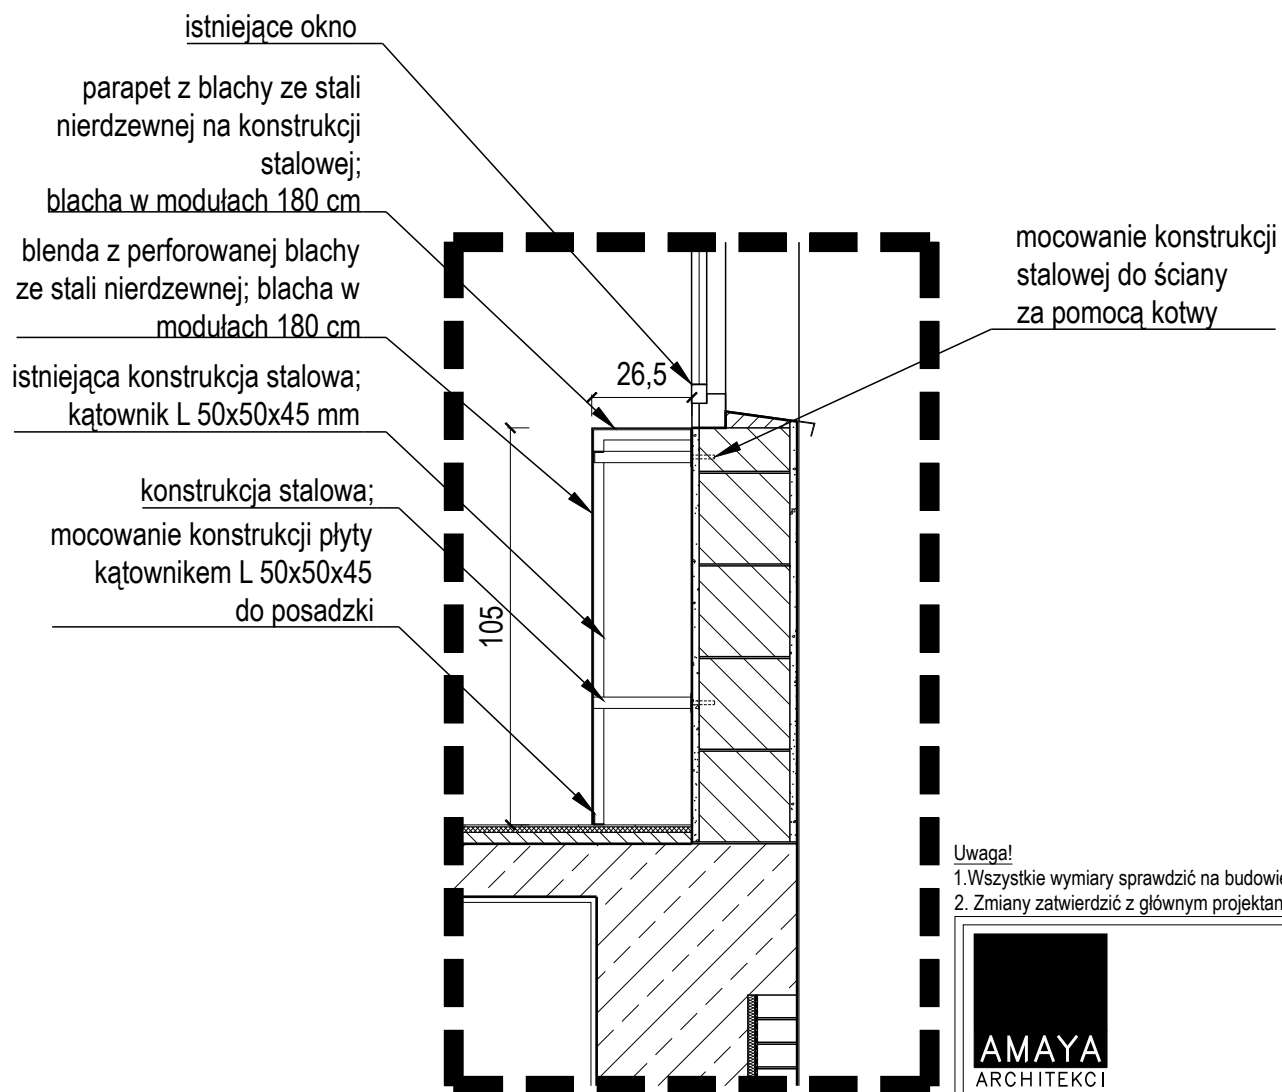 istniejące okno
parapet z blachy ze stali
nierdzewnej na konstrukcji
stalowej;
blacha w modułach 180 cm
blenda z perforowanej blachy
ze stali nierdzewnej; blacha w
modułach 180 cm
istniejąca konstrukcja stalowa;
kątownik L 50x50x45 mm
konstrukcja stalowa;
mocowanie konstrukcji płyty
kątownikem L 50x50x45
do posadzki
26,5
105
mocowanie konstrukcji
stalowej do ściany
za pomocą kotwy
Uwaga!
1.Wszystkie wymiary sprawdzić na budowie
2. Zmiany zatwierdzić z głównym
AMAYA
ARCHITEKCI